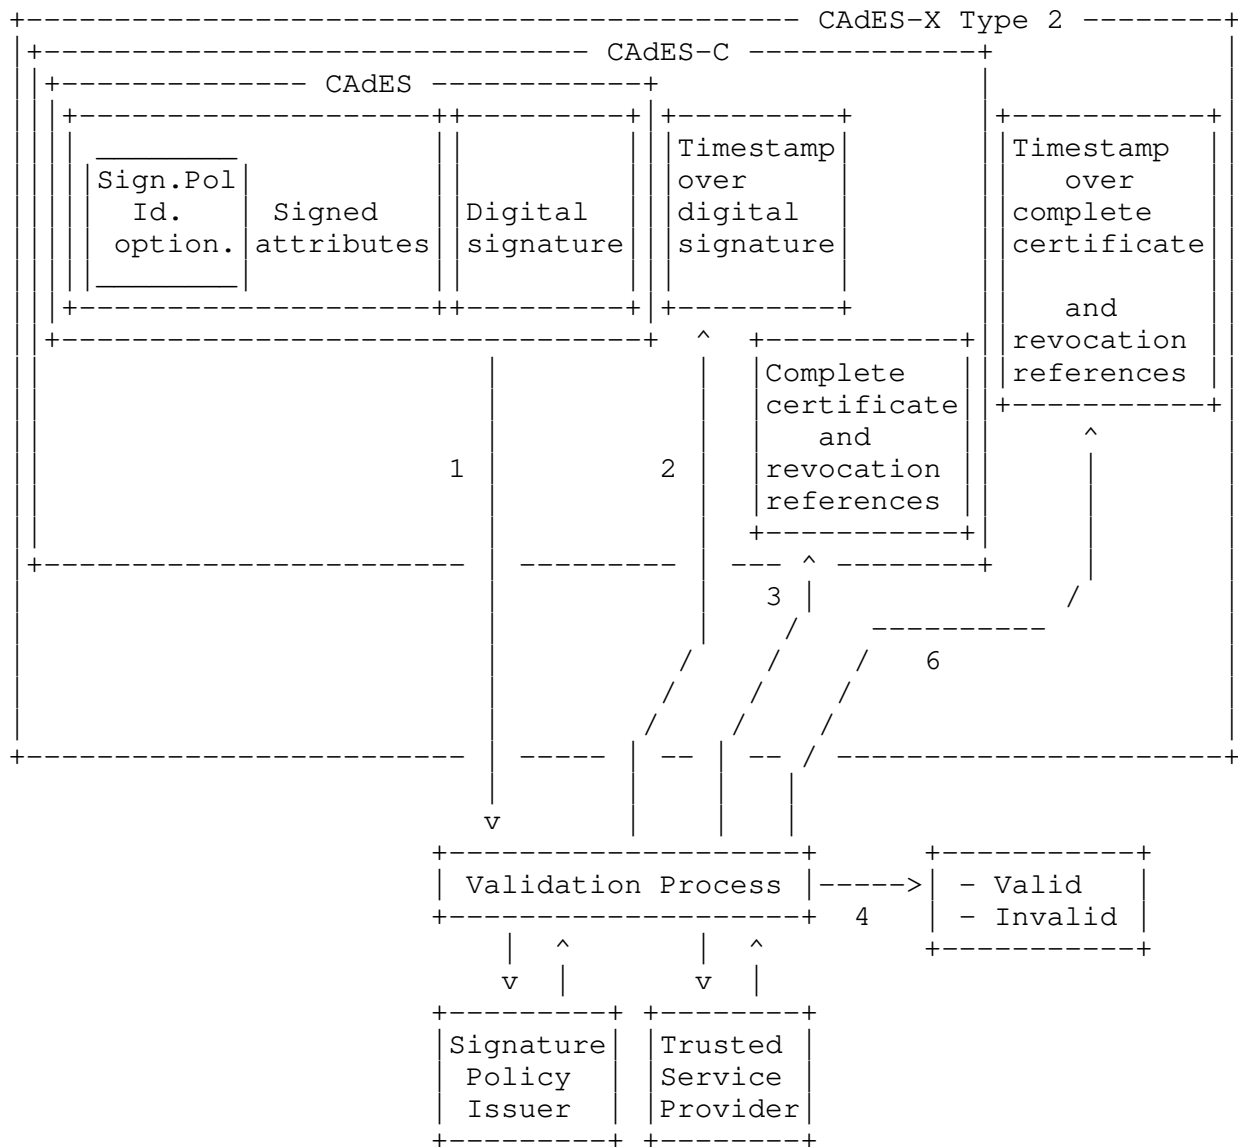 CAdES-X Type 2
CAdES-C
CAdES
Sign.Pol
Id.
option.
Signed
attributes
Digital
signature
Timestamp
over
digital
signature
Timestamp
over
complete
certificate
and
revocation
references
Complete
certificate
and
revocation
references
1
2
3
6
Validation Process
4
- Valid
- Invalid
Signature
Policy
Issuer
Trusted
Service
Provider